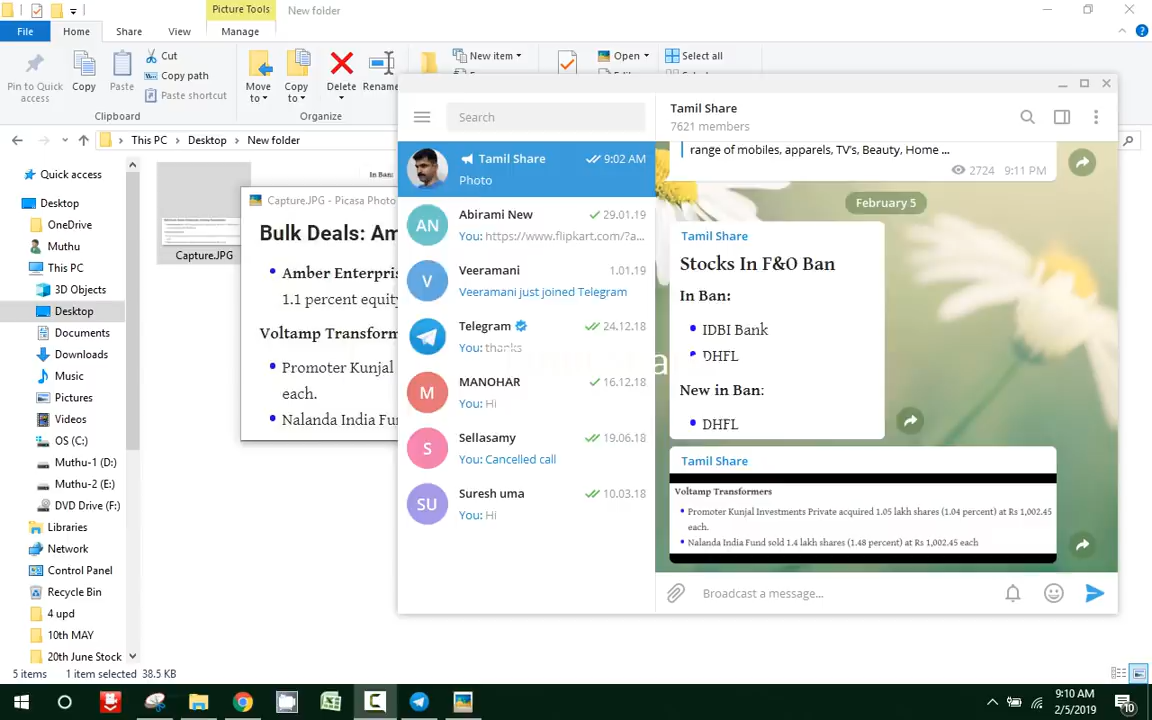 Picture Tools
New folder
File
Home
Share
View
Manage
Pin to Quick
access
Copy
Paste
Cut
Copy path
Paste shortcut
Clipboard
Move
to
Copy
to
Delete
Rename
Organize
New item
Open
Select all
This PC
Desktop
New folder
Quick access
Desktop
OneDrive
Muthu
This PC
3D Objects
Desktop
Documents
Downloads
Music
Pictures
Videos
OS (C:)
Muthu-1 (D:)
Muthu-2 (E:)
DVD Drive (F:)
Libraries
Network
Control Panel
Recycle Bin
4 upd
10th MAY
20th June Stock
In Ban:
Capture.JPG
Capture.JPG - Picasa Photo
Bulk Deals: Am
Amber Enterpris
1.1 percent equity
Voltamp Transform
Promoter Kunjal
each.
Nalanda India Fu
Search
Tamil Share 9:02 AM
Photo
AN
Abirami New 29.01.19
You: https://www.flipkart.com/?a...
V
Veeramani 1.01.19
Veeramani just joined Telegram
Telegram 24.12.18
You: thanks
M
MANOHAR 16.12.18
You: Hi
S
Sellasamy 19.06.18
You: Cancelled call
SU
Suresh uma 10.03.18
You: Hi
Tamil Share
7621 members
range of mobiles, apparels, TV's, Beauty, Home ...
2724 9:11 PM
February 5
Tamil Share
Stocks In F&O Ban
In Ban:
IDBI Bank
DHFL
New in Ban:
DHFL
Tamil Share
Voltamp Transformers
Promoter Kunjal Investments Private acquired 1.05 lakh shares (1.04 percent) at Rs 1,002.45
each.
Nalanda India Fund sold 1.4 lakh shares (1.48 percent) at Rs 1,002.45 each
Broadcast a message...
5 items
1 item selected 38.5 KB
9:10 AM
2/5/2019
10